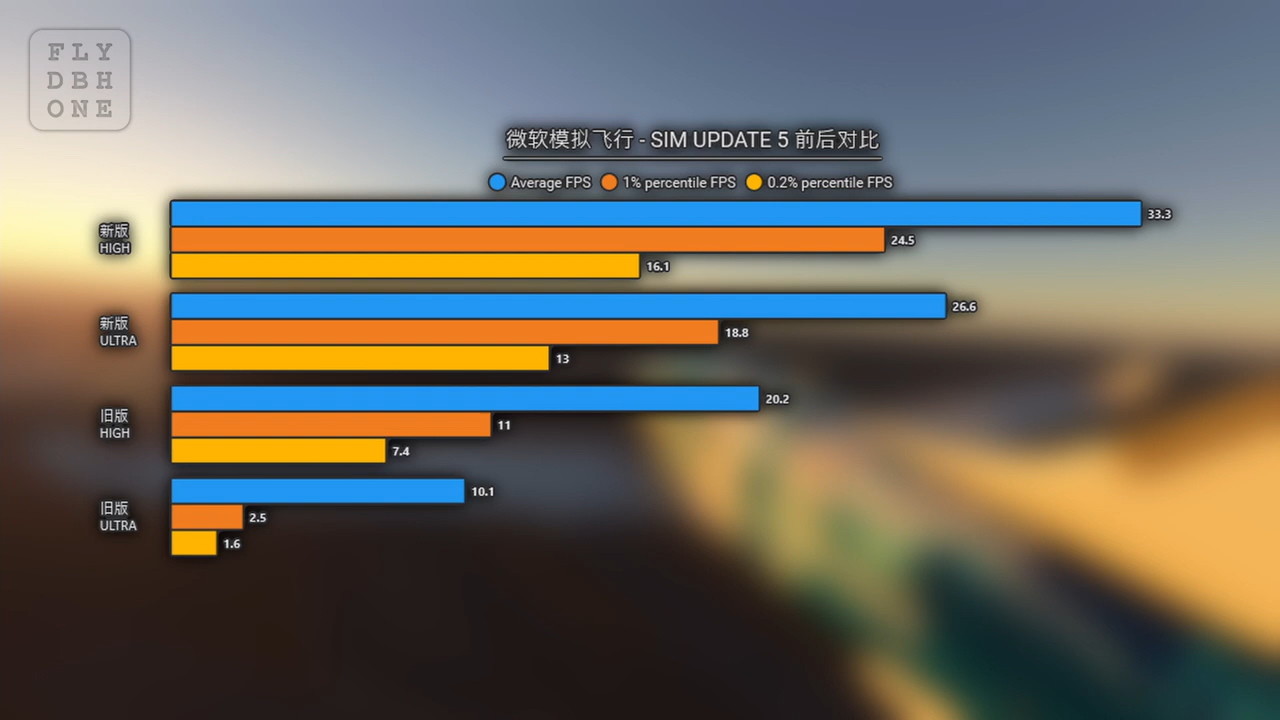 FLY
DBH
ONE
微软模拟飞行 - SIM UPDATE 5 前后对比
Average FPS 1% percentile FPS 0.2% percentile FPS
新版
HIGH
33.3
24.5
16.1
新版
ULTRA
26.6
18.8
13
旧版
HIGH
20.2
11
7.4
旧版
ULTRA
10.1
2.5
1.6